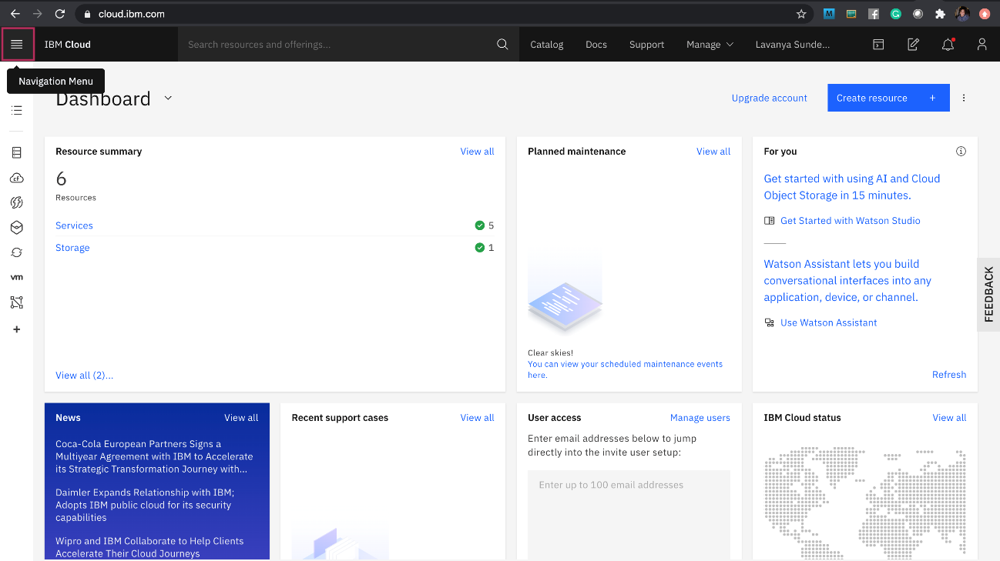 cloud.ibm.com
IBM Cloud
Search resources and offerings...
Catalog
Docs
Support
Manage
Lavanya Sunde...
Navigation Menu
Dashboard
Upgrade account
Create resource +
Resource summary
View all
6
Resources
Services
5
Storage
1
View all (2)...
Planned maintenance
View all
Clear skies!
You can view your scheduled maintenance events
here.
For you
Get started with using AI and Cloud
Object Storage in 15 minutes.
Get Started with Watson Studio
Watson Assistant lets you build
conversational interfaces into any
application, device, or channel.
Use Watson Assistant
Refresh
FEEDBACK
cf
vm
News
View all
Coca-Cola European Partners Signs a
Multiyear Agreement with IBM to Accelerate
its Strategic Transformation Journey with...
Daimler Expands Relationship with IBM;
Adopts IBM public cloud for its security
capabilities
Wipro and IBM Collaborate to Help Clients
Accelerate Their Cloud Journeys
Recent support cases
View all
User access
Manage users
Enter email addresses below to jump
directly into the invite user setup:
Enter up to 100 email addresses
IBM Cloud status
View all